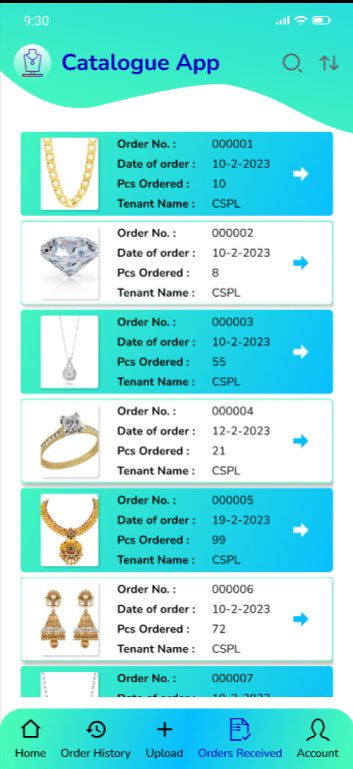 9:30
Catalogue App
Order No. : 000001
Date of order : 10-2-2023
Pcs Ordered : 10
Tenant Name : CSPL
Order No. : 000002
Date of order : 10-2-2023
Pcs Ordered : 8
Tenant Name : CSPL
Order No. : 000003
Date of order : 10-2-2023
Pcs Ordered : 55
Tenant Name : CSPL
Order No. : 000004
Date of order : 12-2-2023
Pcs Ordered : 21
Tenant Name : CSPL
Order No. : 000005
Date of order : 19-2-2023
Pcs Ordered : 99
Tenant Name : CSPL
Order No. : 000006
Date of order : 10-2-2023
Pcs Ordered : 72
Tenant Name : CSPL
Order No. : 000007
Date of order :
Home Order History Upload Orders Received Account